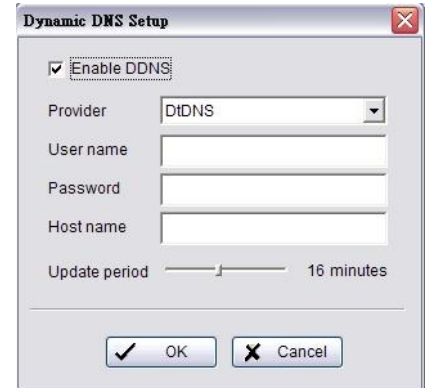 Dynamic DNS Setup
Enable DDNS
Provider DtDNS
User name
Password
Host name
Update period 16 minutes
OK Cancel